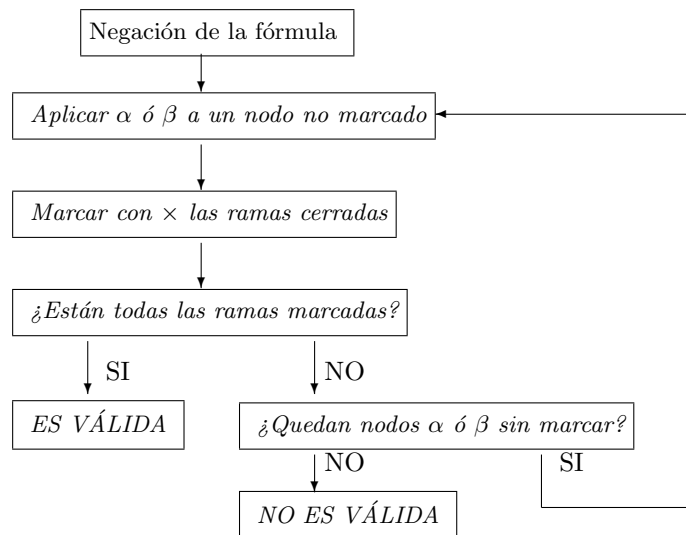 Negación de la fórmula
Aplicar α ó β a un nodo no marcado
Marcar con × las ramas cerradas
¿Están todas las ramas marcadas?
SI
NO
ES VÁLIDA
¿Quedan nodos α ó β sin marcar?
NO
SI
NO ES VÁLIDA